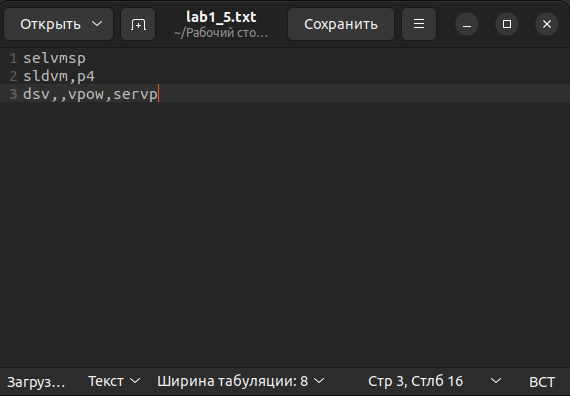 Открыть
lab1_5.txt
~/Рабочий сто…
Сохранить
1 selvmsp
2 sldvm,p4
3 dsv,,vpow,servp
Загруз… Текст Ширина табуляции: 8 Стр 3, Стлб 16 ВСТ